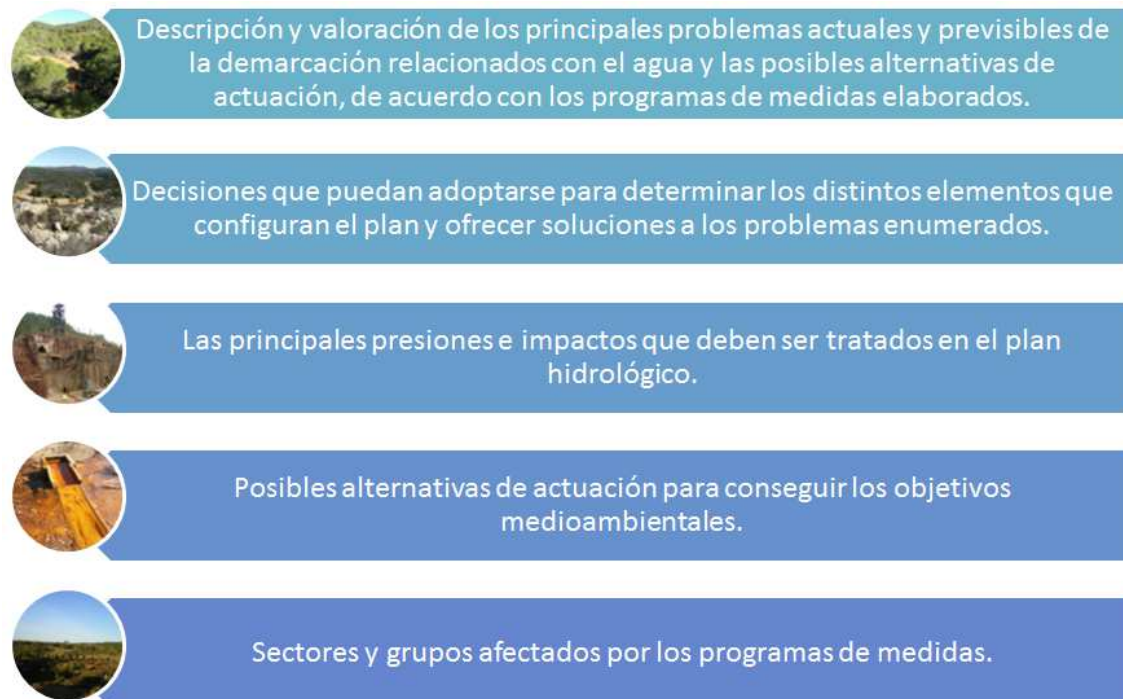 Descripción y valoración de los principales problemas actuales y previsibles de
la demarcación relacionados con el agua y las posibles alternativas de
actuación, de acuerdo con los programas de medidas elaborados.
Decisiones que puedan adoptarse para determinar los distintos elementos que
configuran el plan y ofrecer soluciones a los problemas enumerados.
Las principales presiones e impactos que deben ser tratados en el plan
hidrológico.
Posibles alternativas de actuación para conseguir los objetivos
medioambientales.
Sectores y grupos afectados por los programas de medidas.